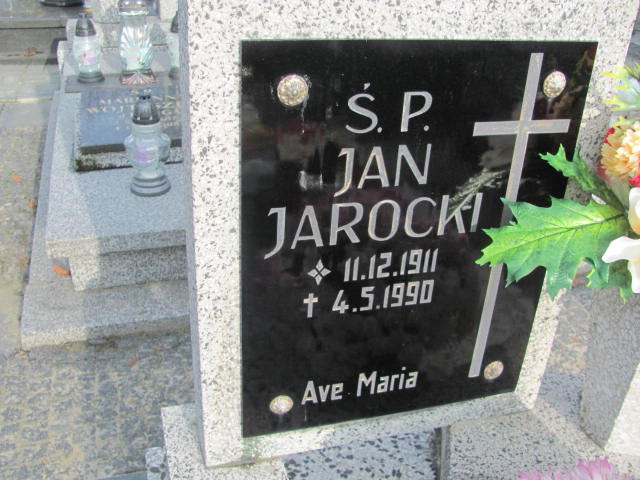 Ś. P.
JAN
JAROCKI
11.12.1911
† 4.5.1990
Ave Maria